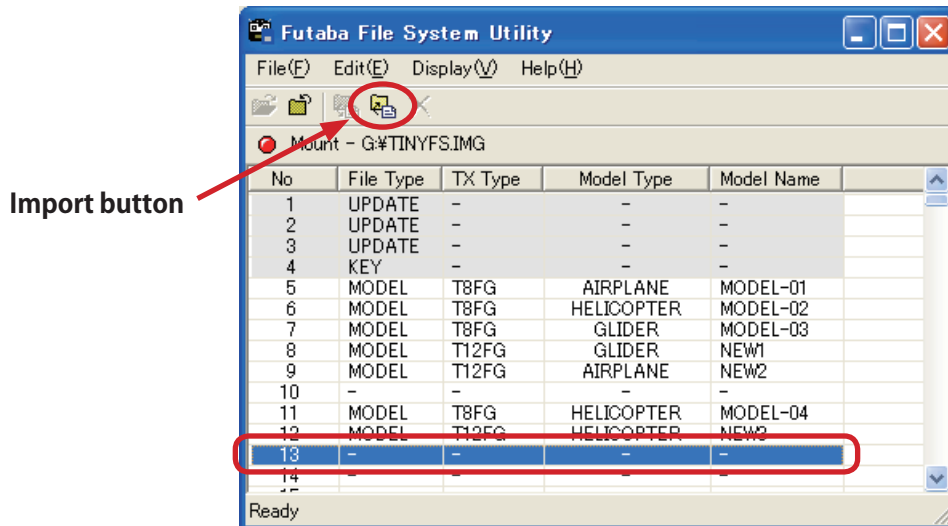 Futaba File System Utility
File(F) Edit(E) Display(V) Help(H)
Mount - G:¥TINYFS.IMG
Import button
No File Type TX Type Model Type Model Name
1 UPDATE - - -
2 UPDATE - - -
3 UPDATE - - -
4 KEY - - -
5 MODEL T8FG AIRPLANE MODEL-01
6 MODEL T8FG HELICOPTER MODEL-02
7 MODEL T8FG GLIDER MODEL-03
8 MODEL T12FG GLIDER NEW1
9 MODEL T12FG AIRPLANE NEW2
10 - - - -
11 MODEL T8FG HELICOPTER MODEL-04
12 MODEL T12FG HELICOPTER NEW3
13 - - - -
14 - - - -
Ready